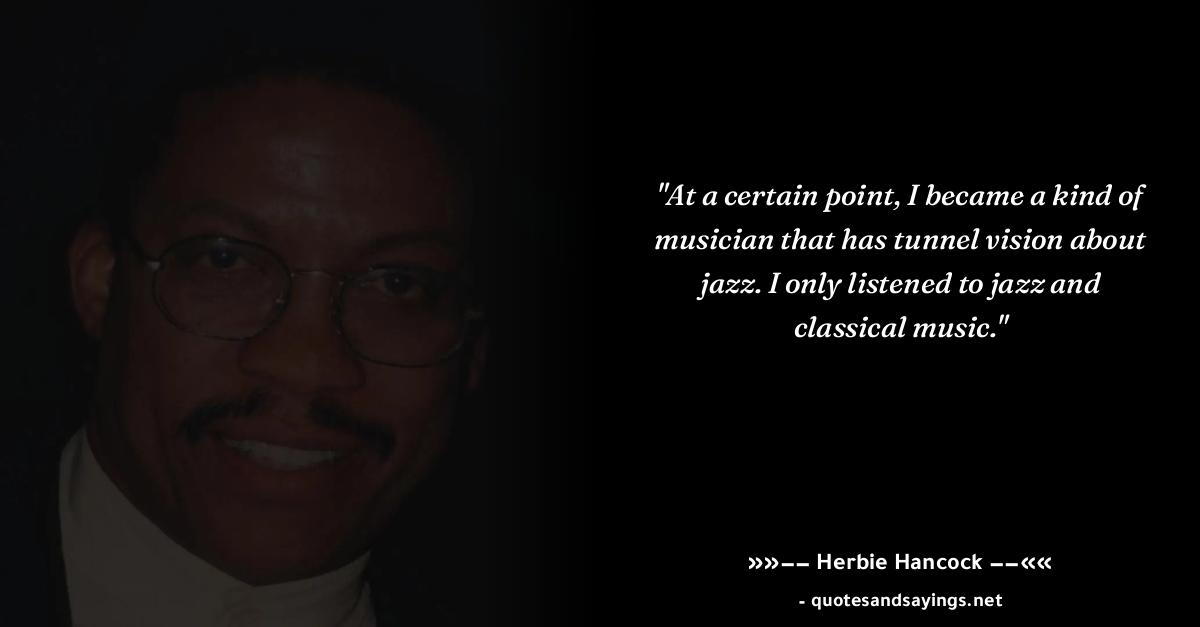 "At a certain point, I became a kind of
musician that has tunnel vision about
jazz. I only listened to jazz and
classical music."
»»−− Herbie Hancock −−««
- quotesandsayings.net